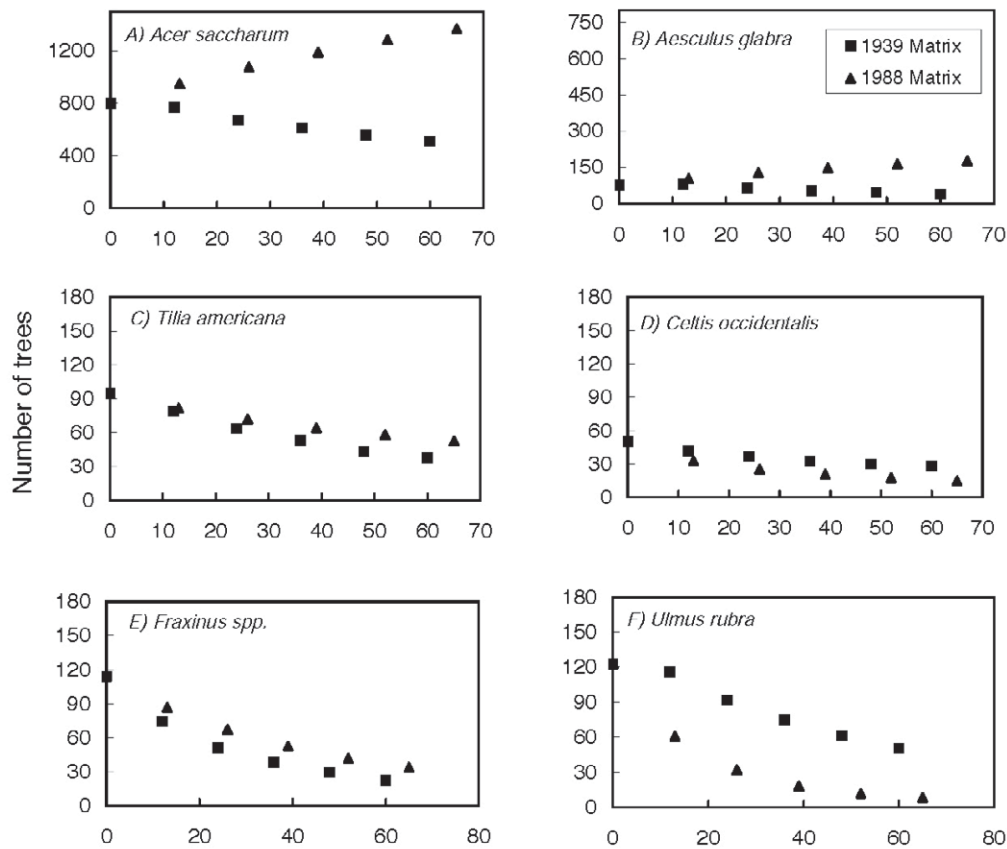 A) Acer saccharum
1200
800
400
0
0 10 20 30 40 50 60 70
B) Aesculus glabra
1939 Matrix
1988 Matrix
750
600
450
300
150
0
0 10 20 30 40 50 60 70
Number of trees
C) Tilia americana
180
150
120
90
60
30
0
0 10 20 30 40 50 60 70
D) Celtis occidentalis
180
150
120
90
60
30
0
0 10 20 30 40 50 60 70
E) Fraxinus spp.
180
150
120
90
60
30
0
0 20 40 60 80
F) Ulmus rubra
180
150
120
90
60
30
0
0 20 40 60 80